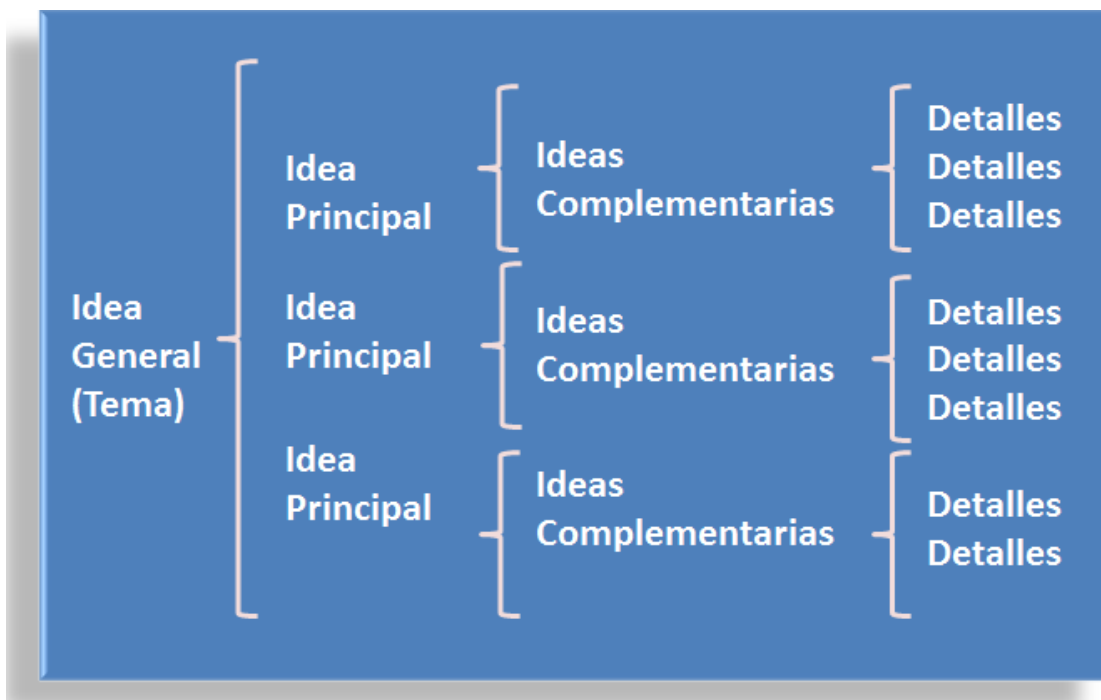 Idea
General
(Tema)
Idea
Principal
Idea
Principal
Idea
Principal
Ideas
Complementarias
Ideas
Complementarias
Ideas
Complementarias
Detalles
Detalles
Detalles
Detalles
Detalles
Detalles
Detalles
Detalles